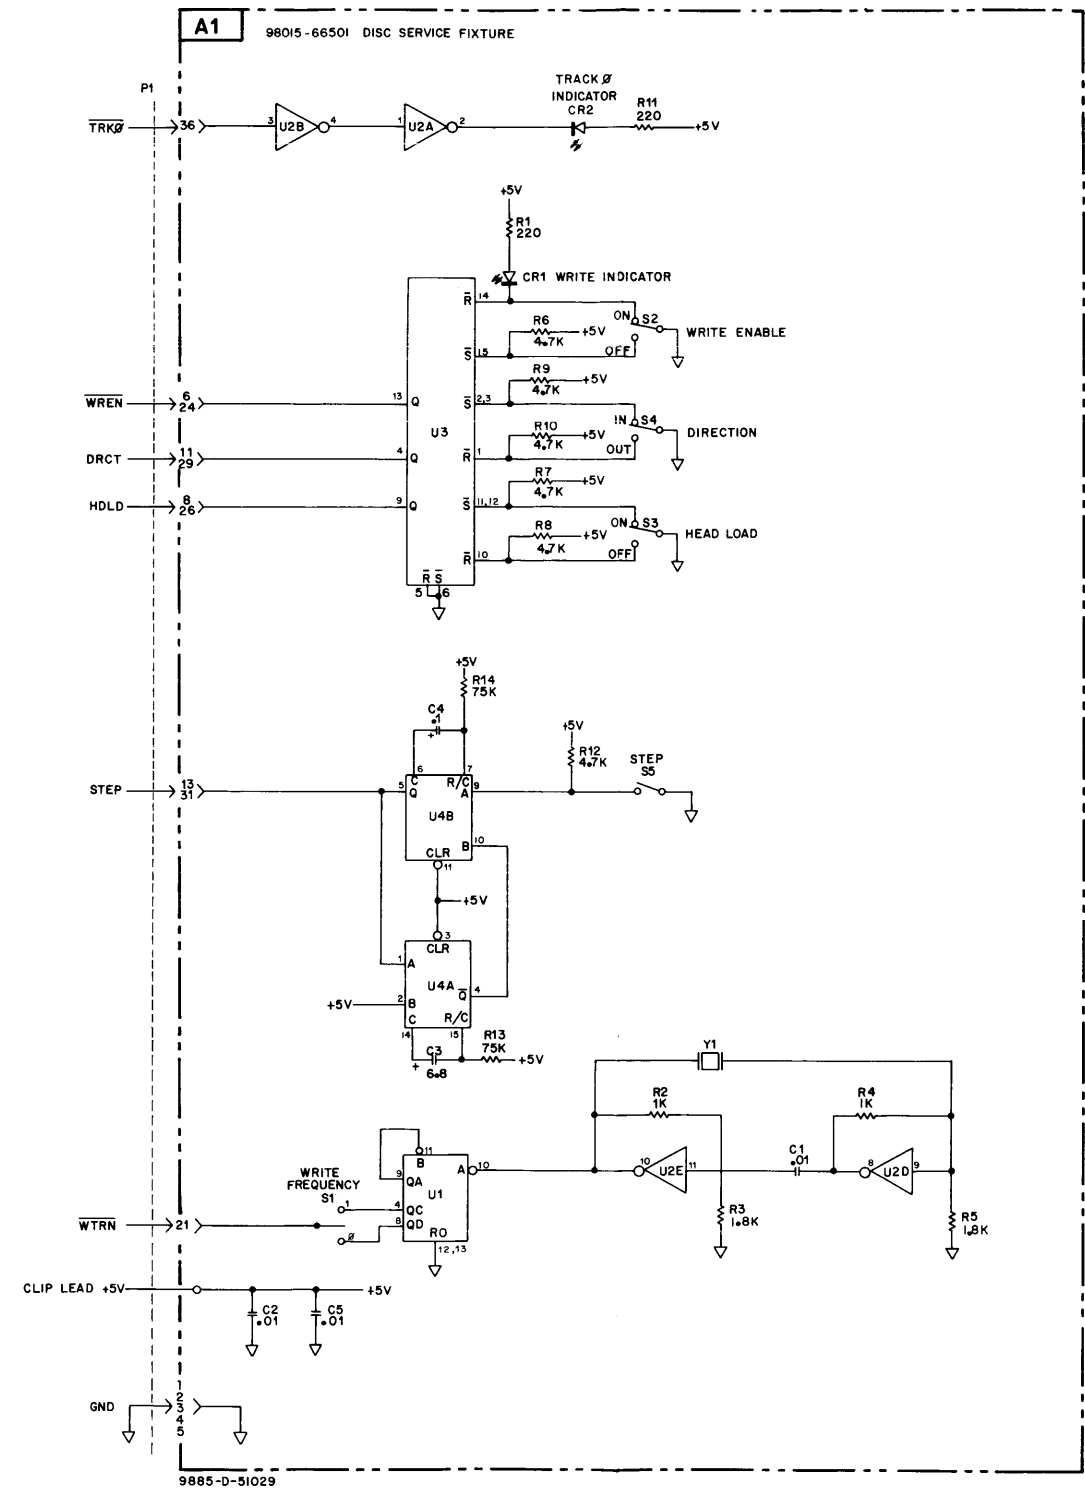 A1
98015-66501 DISC SERVICE FIXTURE
P1
TRACK Ø
INDICATOR
CR2
R11
220
+5V
TRKØ
36
3 U2B 4
1 U2A 2
+5V
R1
220
CR1 WRITE INDICATOR
R 14
ON S2
WRITE ENABLE
R6
4.7K
+5V
S 15
OFF
R9
4.7K
+5V
WREN
6
24
13 Q
S 2,3
IN S4
DIRECTION
U3
R10
4.7K
+5V
OUT
DRCT
11
29
4 Q
R 1
R7
4.7K
+5V
HDLD
8
26
9 Q
S 11,12
ON S3
HEAD LOAD
R8
4.7K
+5V
OFF
R 10
R S
5 6
+5V
R14
75K
C4
.1
+
+5V
R12
4.7K
STEP
S5
6 7
C R/C
STEP
13
31
5 Q
A 9
U4B
B 10
CLR
11
+5V
3
CLR
1 A
U4A
Q 4
+5V
2 B
C R/C
14 15
R13
75K
+5V
+
C3
6.8
Y1
R2
1K
R4
1K
11
B
A 10
9 QA
U1
10 U2E 11
C1
.01
8 U2D 9
WRITE
FREQUENCY
S1
1
4 QC
8 QD
Ø
RO
12,13
R3
1.8K
R5
1.8K
WTRN
21
CLIP LEAD +5V
+5V
C2
.01
C5
.01
GND
1
2
3
4
5
9885-D-51029